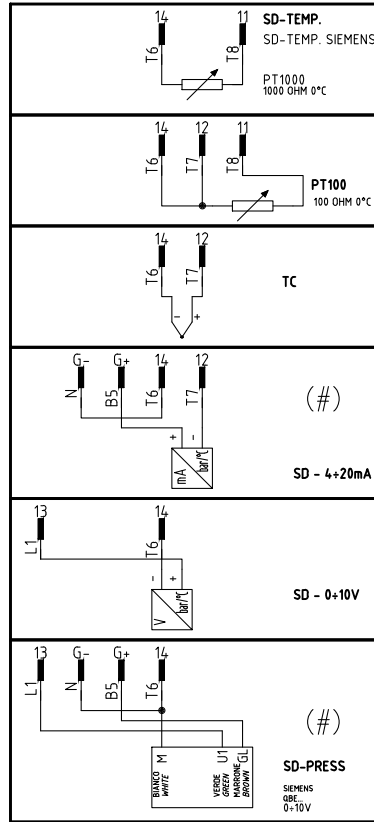 14 11 SD-TEMP.
SD-TEMP. SIEMENS
T6 T8
PT1000
1000 OHM 0°C
14 12 11
T6 T7 T8
PT100
100 OHM 0°C
14 12
T6 T7
TC
- +
G- G+ 14 12
N B5 T6 T7
(#)
+ -
mA bar/°C
SD - 4÷20mA
13 14
L1 T6
- +
V bar/°C
SD - 0÷10V
13 G- G+ 14
L1 N B5 T6
(#)
M U1 GL
BIANCO VERDE MARRONE
WHITE GREEN BROWN
SD-PRESS
SIEMENS
QBE...
0÷10V